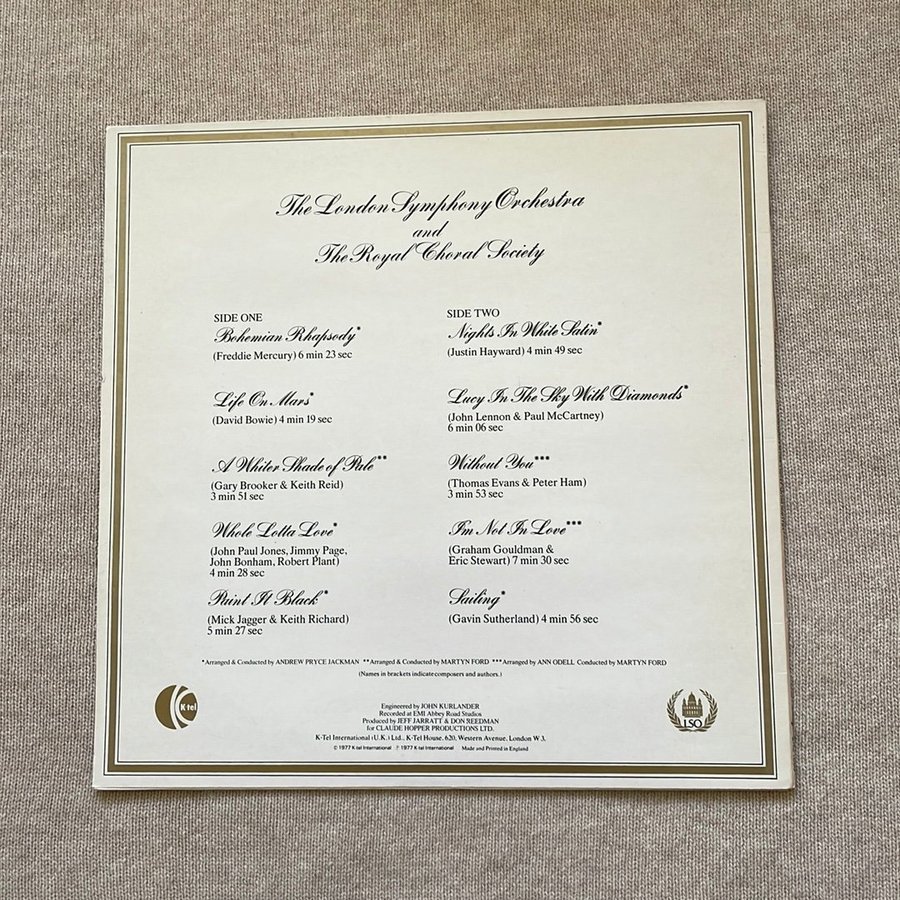 The London Symphony Orchestra
and
The Royal Choral Society
SIDE ONE
Bohemian Rhapsody*
(Freddie Mercury) 6 min 23 sec
Life On Mars*
(David Bowie) 4 min 19 sec
A Whiter Shade of Pale**
(Gary Brooker & Keith Reid)
3 min 51 sec
Whole Lotta Love*
(John Paul Jones, Jimmy Page,
John Bonham, Robert Plant)
4 min 28 sec
Paint It Black*
(Mick Jagger & Keith Richard)
5 min 27 sec
SIDE TWO
Nights In White Satin*
(Justin Hayward) 4 min 49 sec
Lucy In The Sky With Diamonds*
(John Lennon & Paul McCartney)
6 min 06 sec
Without You***
(Thomas Evans & Peter Ham)
3 min 53 sec
I'm Not In Love***
(Graham Gouldman &
Eric Stewart) 7 min 30 sec
Sailing*
(Gavin Sutherland) 4 min 56 sec
*Arranged & Conducted by ANDREW PRYCE JACKMAN **Arranged & Conducted by MARTYN FORD ***Arranged by ANN ODELL Conducted by MARTYN FORD
(Names in brackets indicate composers and authors.)
K-tel
Engineered by JOHN KURLANDER
Recorded at EMI Abbey Road Studios
Produced by JEFF JARRATT & DON REEDMAN
for CLAUDE HOPPER PRODUCTIONS LTD.
K-Tel International (U.K.) Ltd., K-Tel House, 620, Western Avenue, London W.3.
© 1977 K-tel International ℗ 1977 K-tel International Made and Printed in England
LSO